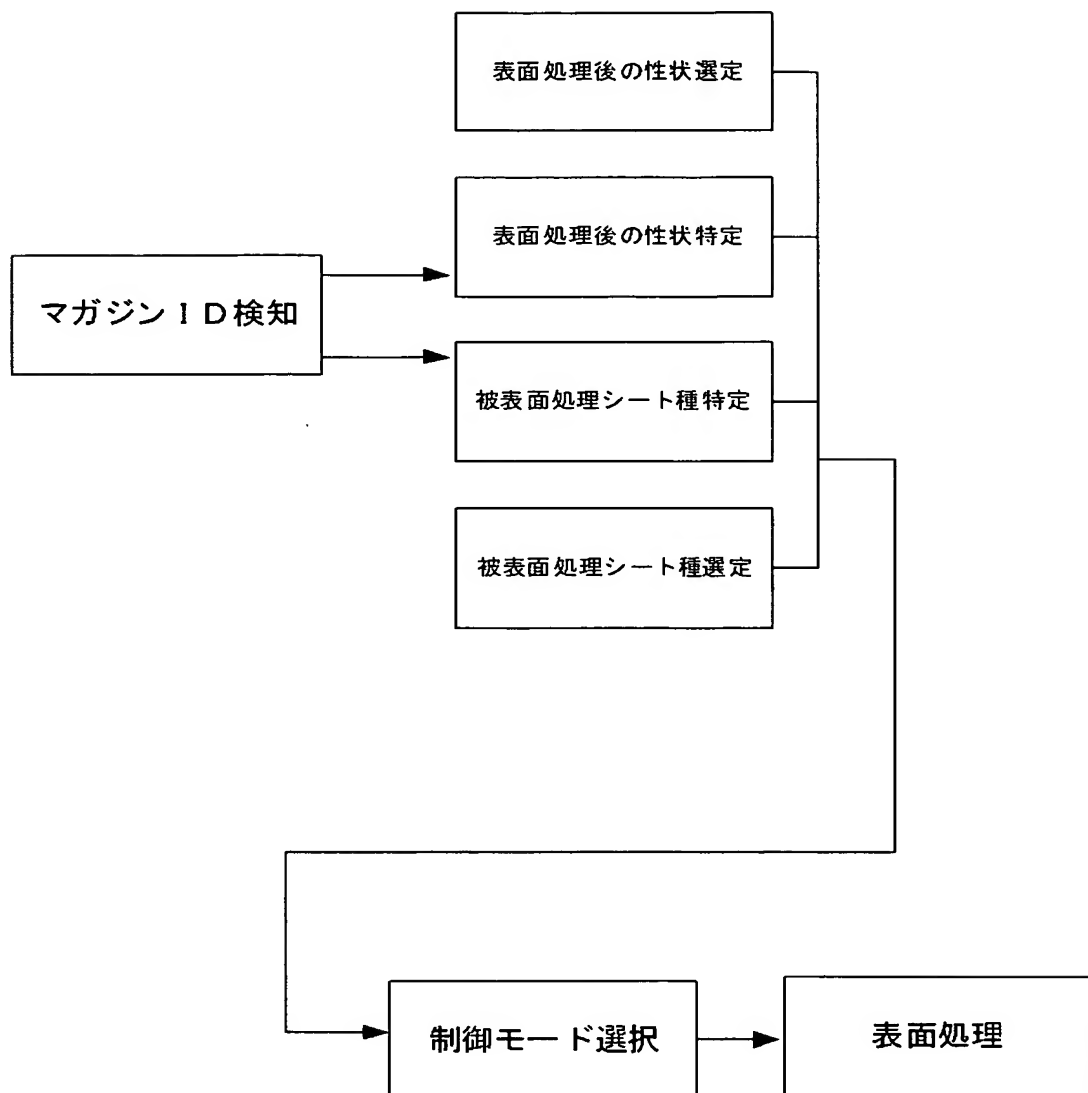 表面処理後の性状選定
表面処理後の性状特定
マガジンID検知
被表面処理シート種特定
被表面処理シート種選定
制御モード選択
表面処理